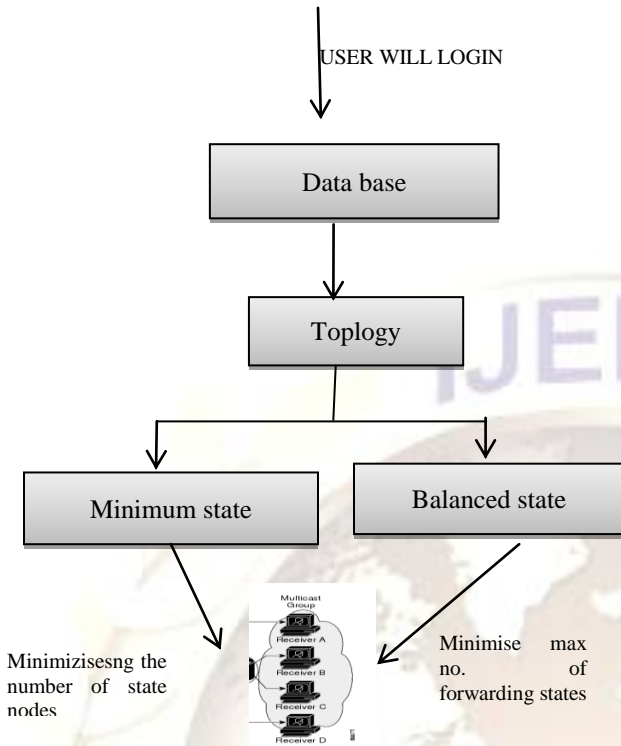 USER WILL LOGIN
Data base
Toplogy
IJE
Minimum state
Balanced state
Multicast
Group
Receiver A
Receiver B
Receiver C
Receiver D
Minimizisesng the
number of state
nodes
Minimise max
no. of
forwarding states